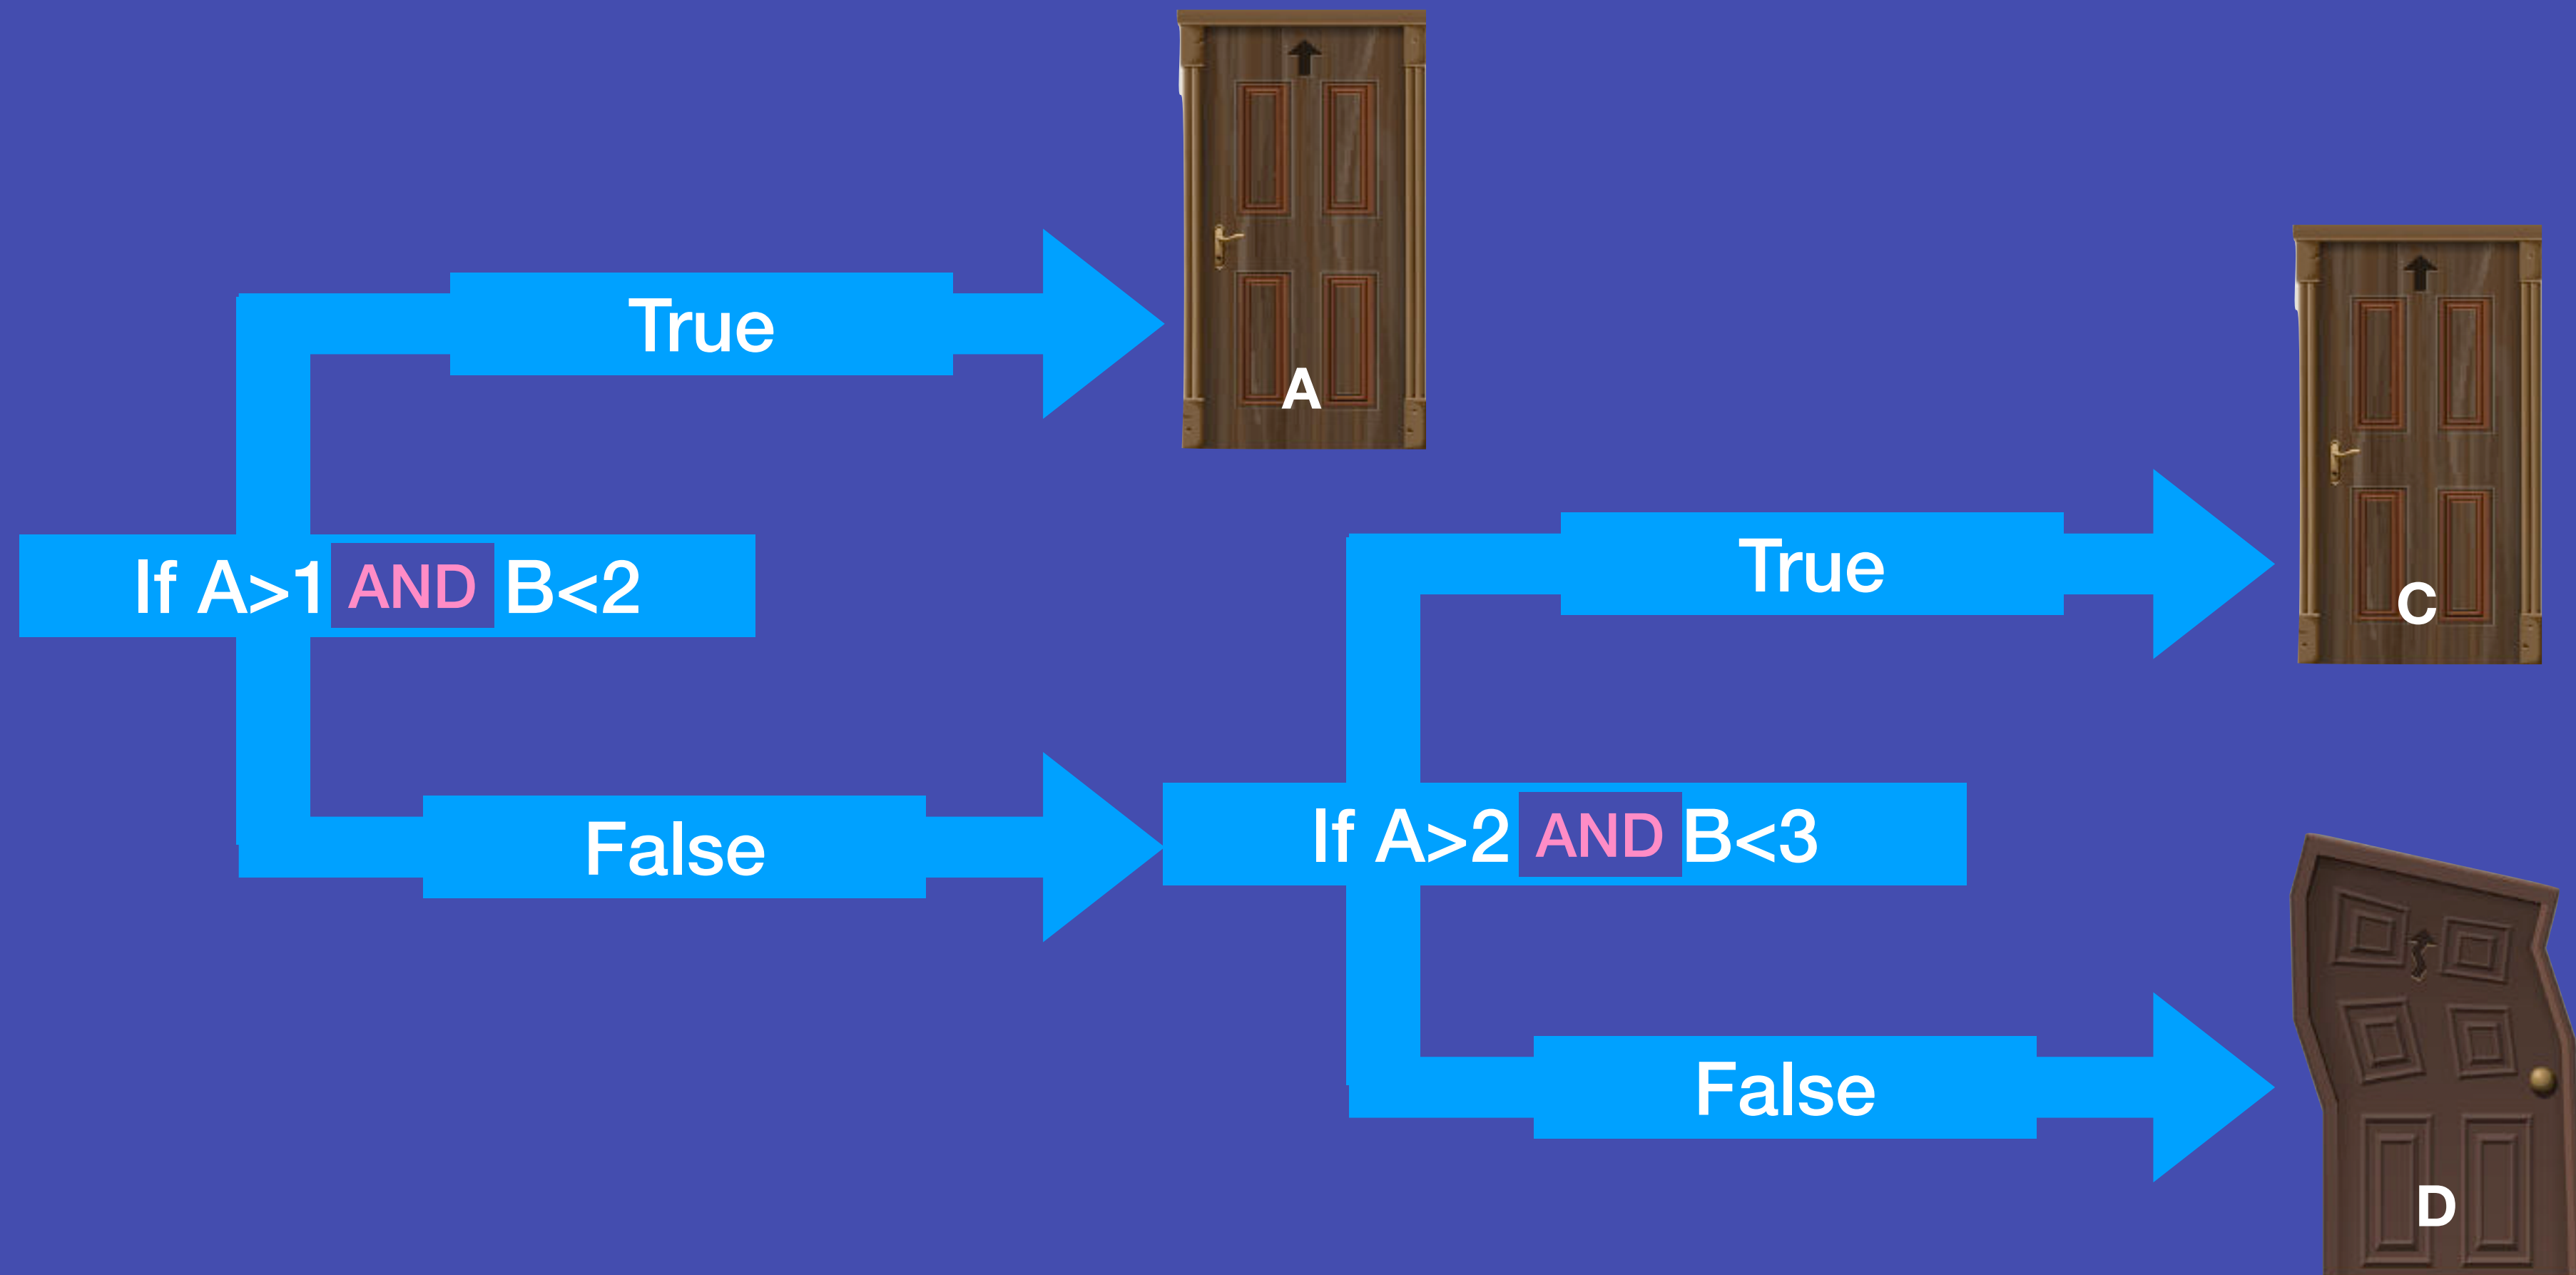 A
True
C
True
If A>1 AND B<2
If A>2 AND B<3
False
False
D